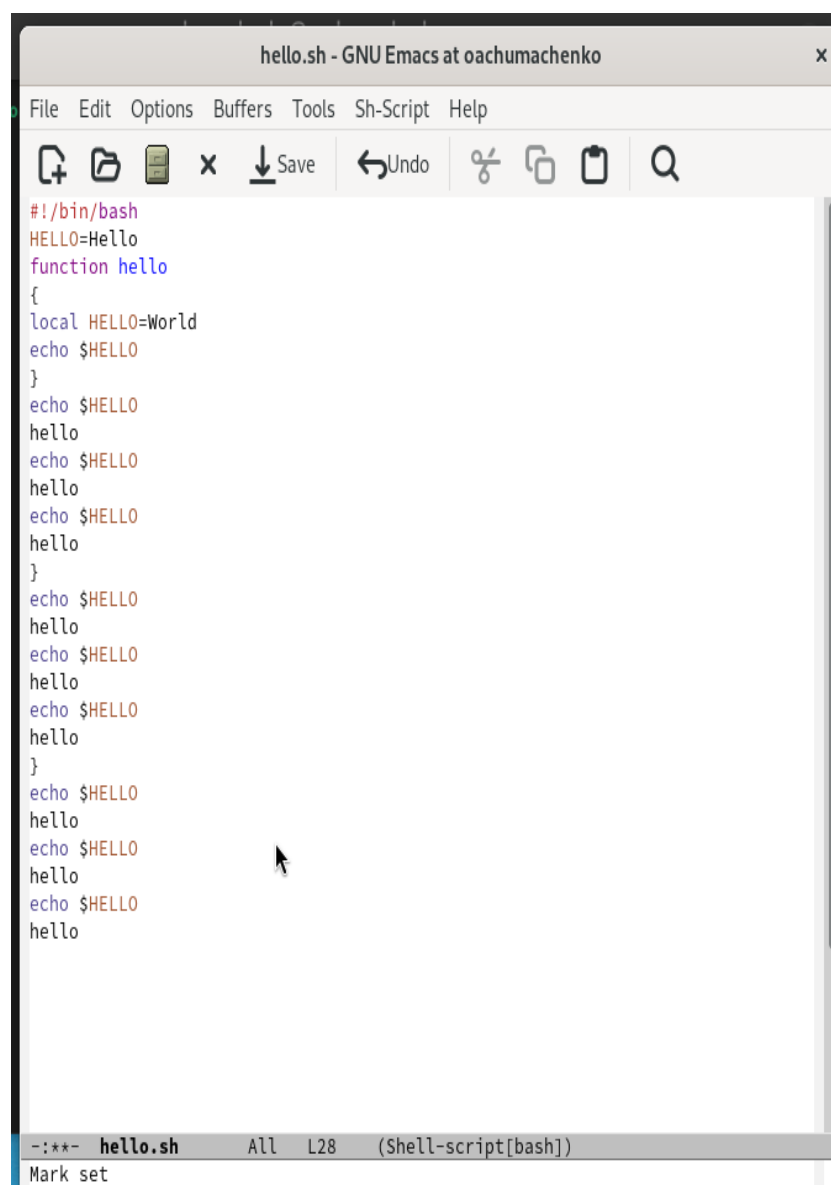 hello.sh - GNU Emacs at oachumachenko
File Edit Options Buffers Tools Sh-Script Help
Save Undo
#!/bin/bash
HELLO=Hello
function hello
{
local HELLO=World
echo $HELLO
}
echo $HELLO
hello
echo $HELLO
hello
echo $HELLO
hello
}
echo $HELLO
hello
echo $HELLO
hello
echo $HELLO
hello
}
echo $HELLO
hello
echo $HELLO
hello
echo $HELLO
hello
-:**- hello.sh All L28 (Shell-script[bash])
Mark set